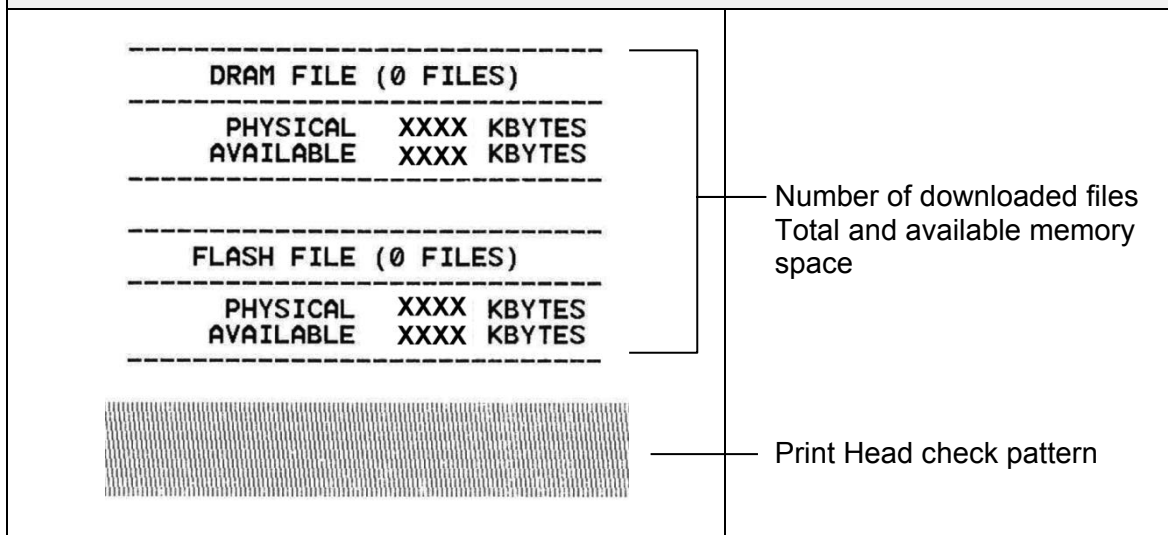 DRAM FILE (0 FILES)
PHYSICAL XXXX KBYTES
AVAILABLE XXXX KBYTES
FLASH FILE (0 FILES)
PHYSICAL XXXX KBYTES
AVAILABLE XXXX KBYTES
Number of downloaded files
Total and available memory
space
Print Head check pattern